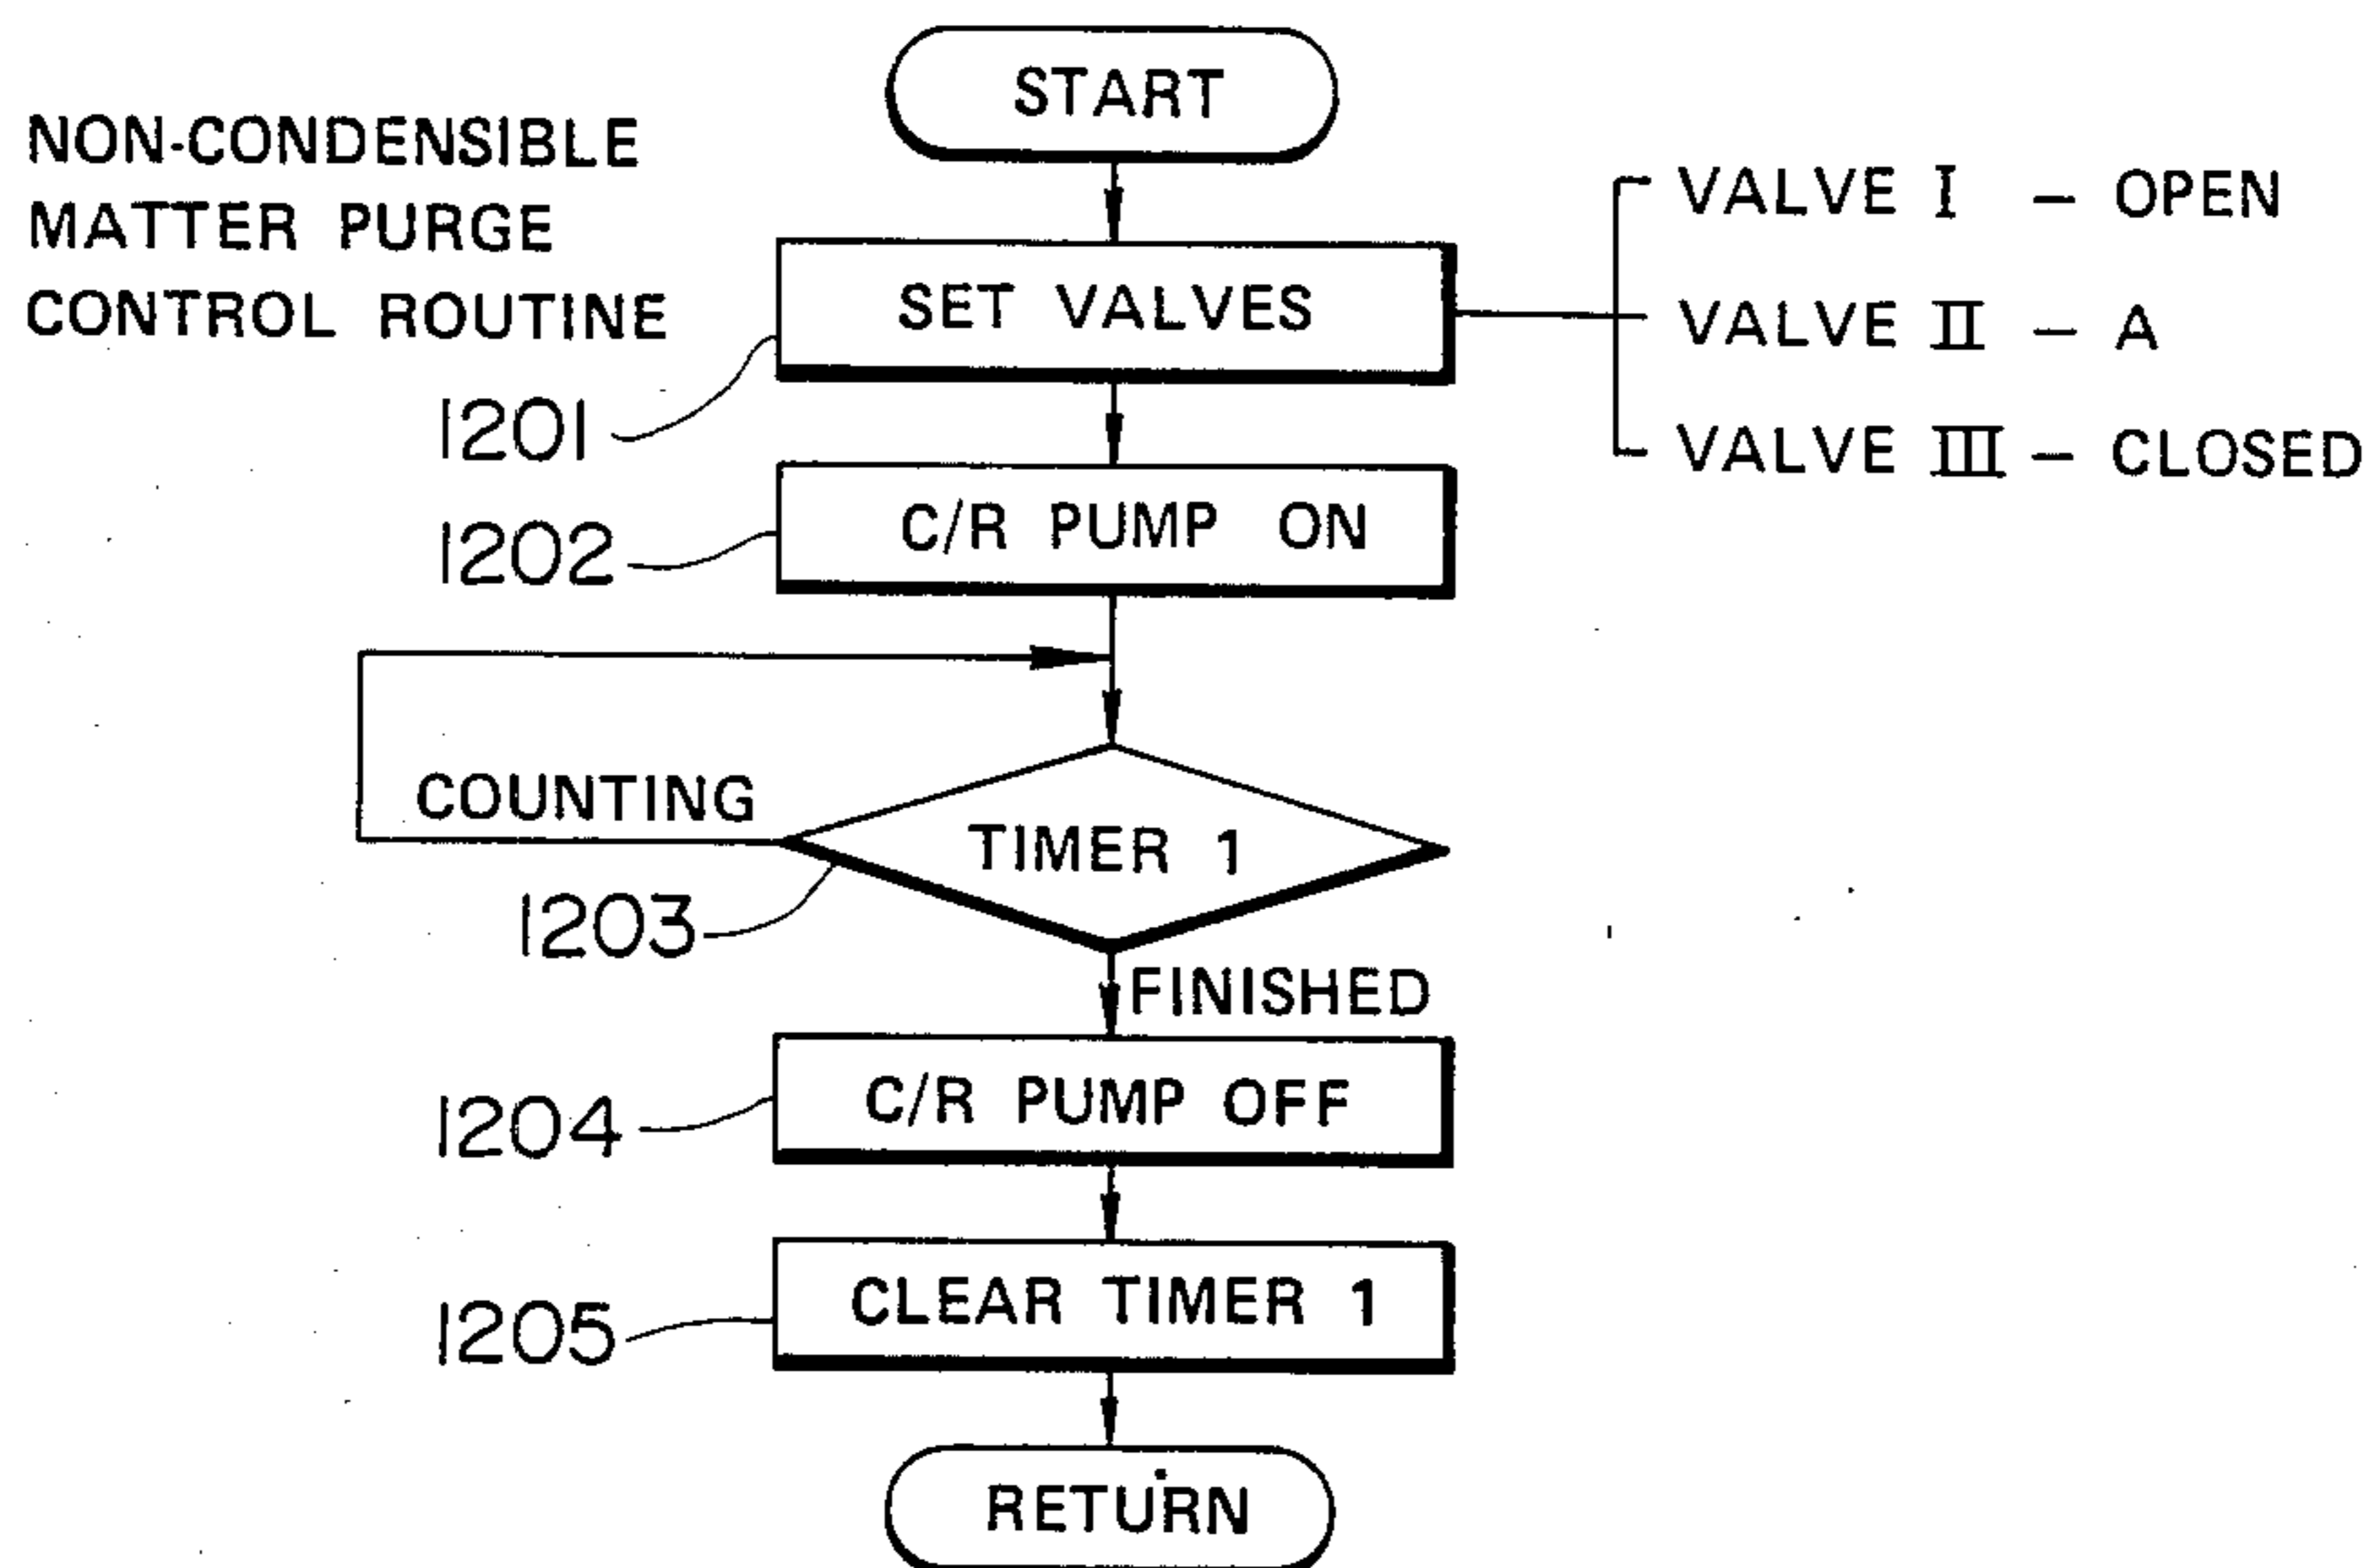 START
NON-CONDENSIBLE
MATTER PURGE
CONTROL ROUTINE
SET VALVES
VALVE I - OPEN
VALVE II - A
VALVE III - CLOSED
1201
C/R PUMP ON
1202
COUNTING
TIMER 1
1203
FINISHED
C/R PUMP OFF
1204
CLEAR TIMER 1
1205
RETURN